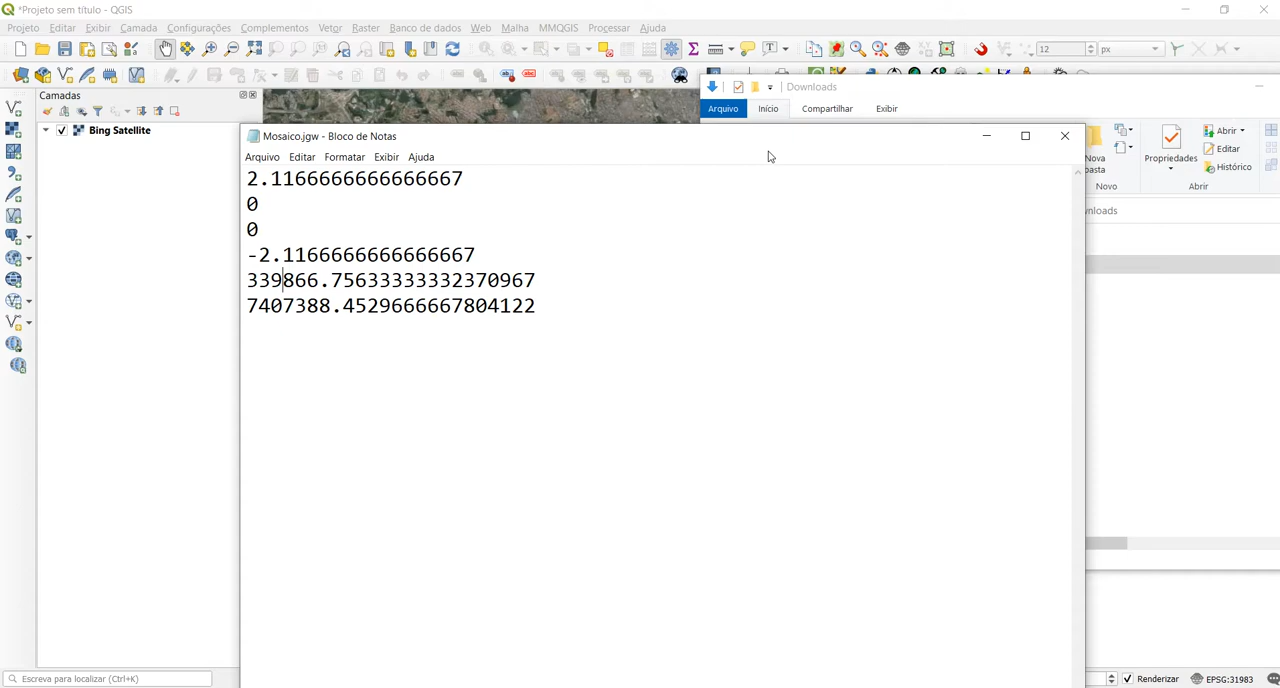 *Projeto sem título - QGIS
Projeto Editar Exibir Camada Configurações Complementos Vetor Raster Banco de dados Web Malha MMQGIS Processar Ajuda
12 px
Camadas
Bing Satellite
Downloads
Arquivo Início Compartilhar Exibir
Mosaico.jgw - Bloco de Notas
Arquivo Editar Formatar Exibir Ajuda
2.1166666666666667
0
0
-2.1166666666666667
339866.75633333332370967
7407388.4529666667804122
Nova
pasta
Novo
Propriedades
Abrir
Editar
Histórico
Abrir
wnloads
Escreva para localizar (Ctrl+K)
Renderizar EPSG:31983